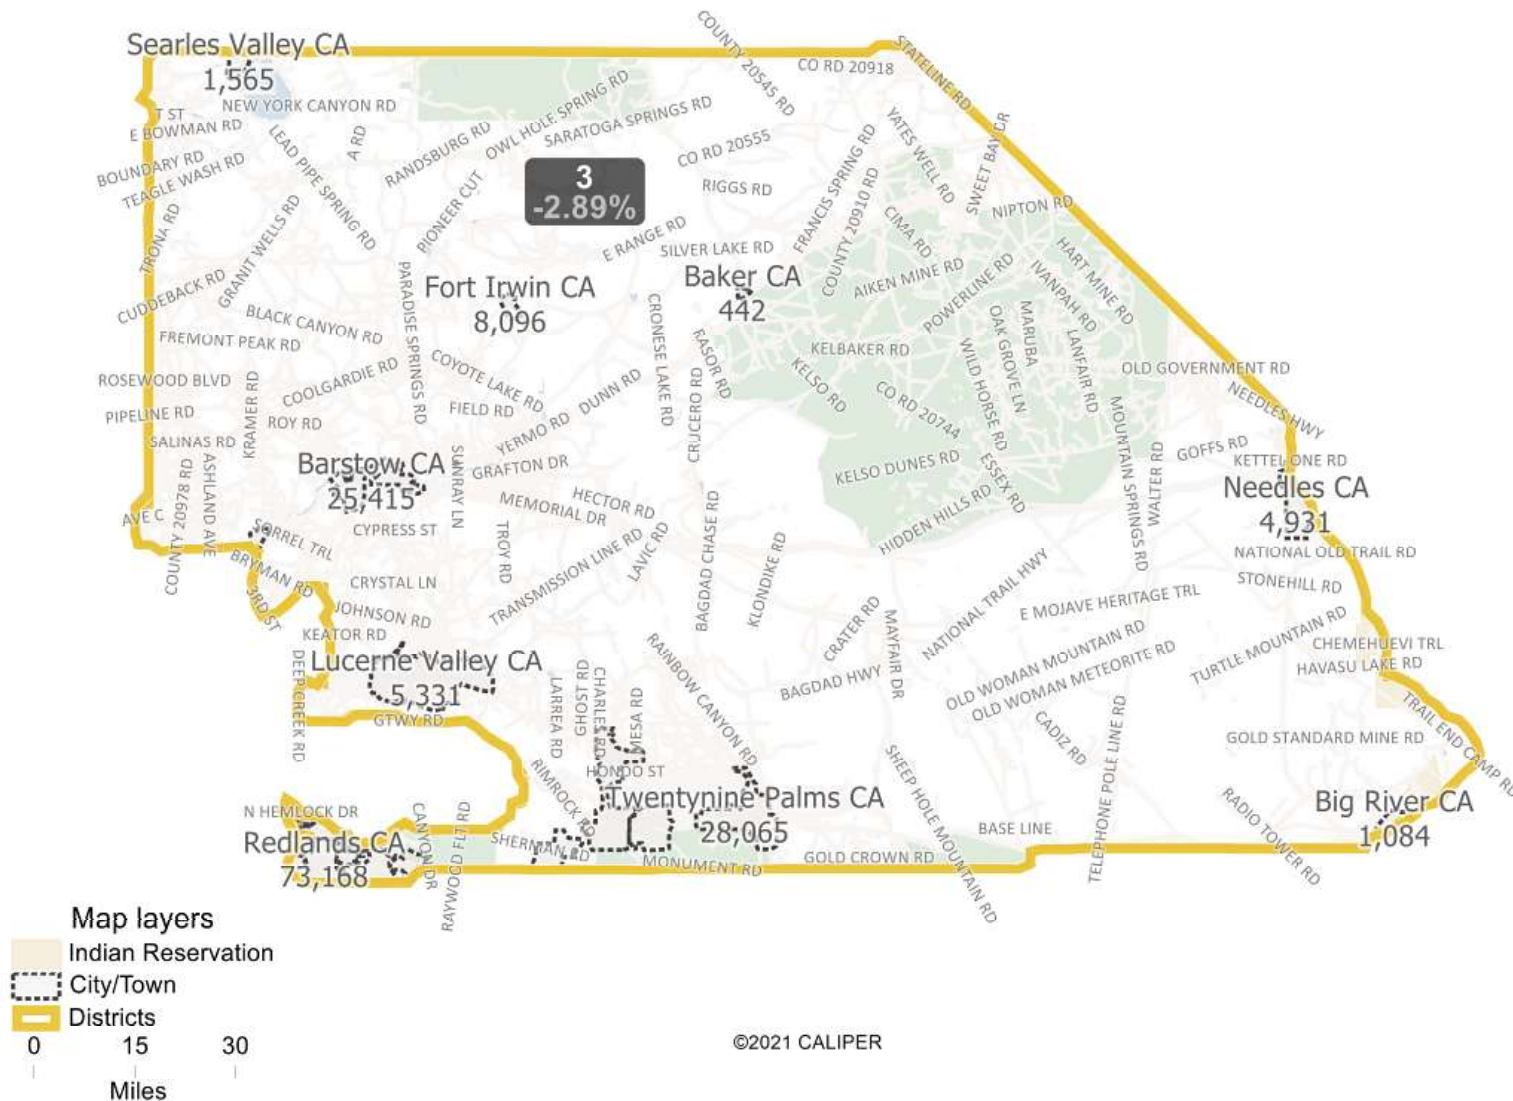 Searles Valley CA
1,565
COUNTY 20545 RD
CO RD 20918
STATELINE RD
NEW YORK CANYON RD
T ST
E BOWMAN RD
A RD
LEAD PIPE SPRING RD
RANDSBURG RD
OWL HOLE SPRING RD
SARATOGA SPRINGS RD
CO RD 20555
YATES WELL RD
SWEET BAY DR
BOUNDARY RD
TEAGLE WASH RD
3
-2.89%
RIGGS RD
FRANCIS SPRING RD
COUNTY 20910 RD
NIPTON RD
TRONA RD
GRANIT WELLS RD
PIONEER CUT
E RANGE RD
SILVER LAKE RD
CIMA RD
HART MINE RD
CUDDEBACK RD
PARADISE SPRINGS RD
Fort Irwin CA
8,096
Baker CA
442
AIKEN MINE RD
POWERLINE RD
IVANPAH RD
BLACK CANYON RD
FREMONT PEAK RD
CRONESE LAKE RD
RASOR RD
KELBAKER RD
OAK GROVE LN
MARUBA
LANFAIR RD
WILD HORSE RD
ROSEWOOD BLVD
KRAMER RD
COOLGARDIE RD
COYOTE LAKE RD
DUNN RD
CRUCERO RD
KELSO RD
CO RD 20744
OLD GOVERNMENT RD
NEEDLES HWY
PIPELINE RD
ROY RD
FIELD RD
YERMO RD
MOUNTAIN SPRINGS RD
SALINAS RD
COUNTY 20978 RD
ASHLAND AVE
Barstow CA
25,415
SUNRAY LN
GRAFTON DR
KELSO DUNES RD
ESSEX RD
WALTER RD
GOFFS RD
KETTEL ONE RD
Needles CA
4,931
AVE C
SORREL TRL
CYPRESS ST
MEMORIAL DR
HECTOR RD
TROY RD
TRANSMISSION LINE RD
LAVIC RD
BAGDAD CHASE RD
KLONDIKE RD
HIDDEN HILLS RD
NATIONAL OLD TRAIL RD
BRYMAN RD
3RD ST
CRYSTAL LN
JOHNSON RD
KEATOR RD
NATIONAL TRAIL HWY
STONEHILL RD
E MOJAVE HERITAGE TRL
CRATER RD
MAYFAIR DR
OLD WOMAN MOUNTAIN RD
OLD WOMAN METEORITE RD
TURTLE MOUNTAIN RD
CHEMEHUEVI TRL
HAVASU LAKE RD
DEEP CREEK RD
Lucerne Valley CA
5,331
GTWY RD
LARREA RD
GHOST RD
CHARLES RD
MESA RD
RAINBOW CANYON RD
BAGDAD HWY
CADIZ RD
TELEPHONE POLE LINE RD
GOLD STANDARD MINE RD
TRAIL END CAMP RD
HONDO ST
RIMROCK RD
SHEEP HOLE MOUNTAIN RD
N HEMLOCK DR
CANYON DR
RAYWOOD FLT RD
Twentynine Palms CA
28,065
BASE LINE
RADIO TOWER RD
Big River CA
1,084
Redlands CA
73,168
SHERMAN RD
MONUMENT RD
GOLD CROWN RD
Map layers
Indian Reservation
City/Town
Districts
0 15 30
Miles
©2021 CALIPER